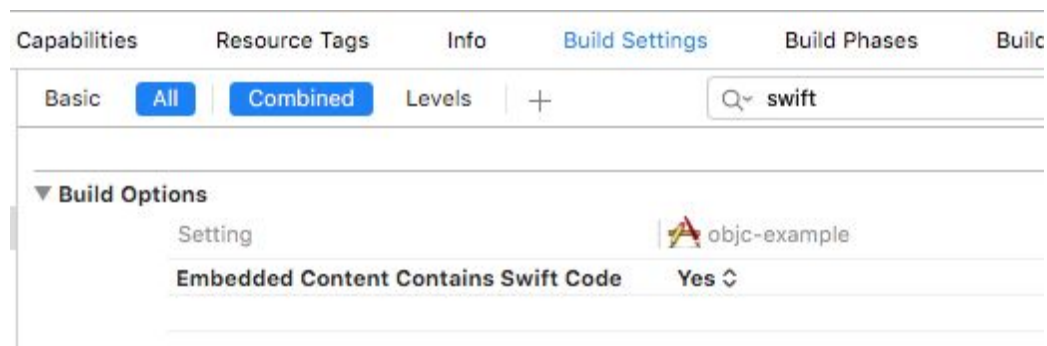 Capabilities Resource Tags Info Build Settings Build Phases
Basic All Combined Levels + swift
Build Options
Setting objc-example
Embedded Content Contains Swift Code Yes